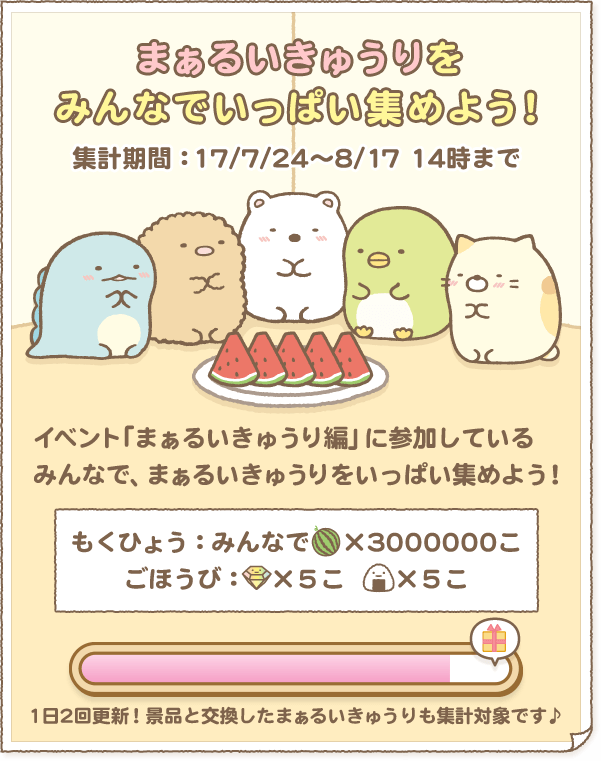 まぁるいきゅうりを
みんなでいっぱい集めよう!
集計期間：17/7/24〜8/17 14時まで
イベント「まぁるいきゅうり編」に参加している
みんなで、まぁるいきゅうりをいっぱい集めよう!
もくひょう：みんなで×3000000こ
ごほうび：×5こ ×5こ
1日2回更新！景品と交換したまぁるいきゅうりも集計対象です♪